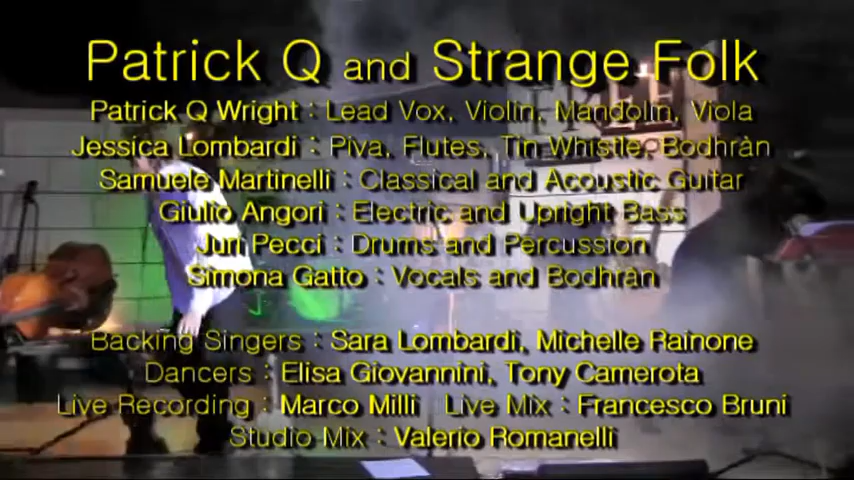 Patrick Q and Strange Folk
Patrick Q Wright : Lead Vox, Violin, Mandolin, Viola
Jessica Lombardi : Piva, Flutes, Tin Whistle, Bodhràn
Samuele Martinelli : Classical and Acoustic Guitar
Giulio Angori : Electric and Upright Bass
Juri Pecci : Drums and Percussion
Simona Gatto : Vocals and Bodhràn
Backing Singers : Sara Lombardi, Michelle Rainone
Dancers : Elisa Giovannini, Tony Camerota
Live Recording : Marco Milli Live Mix : Francesco Bruni
Studio Mix : Valerio Romanelli